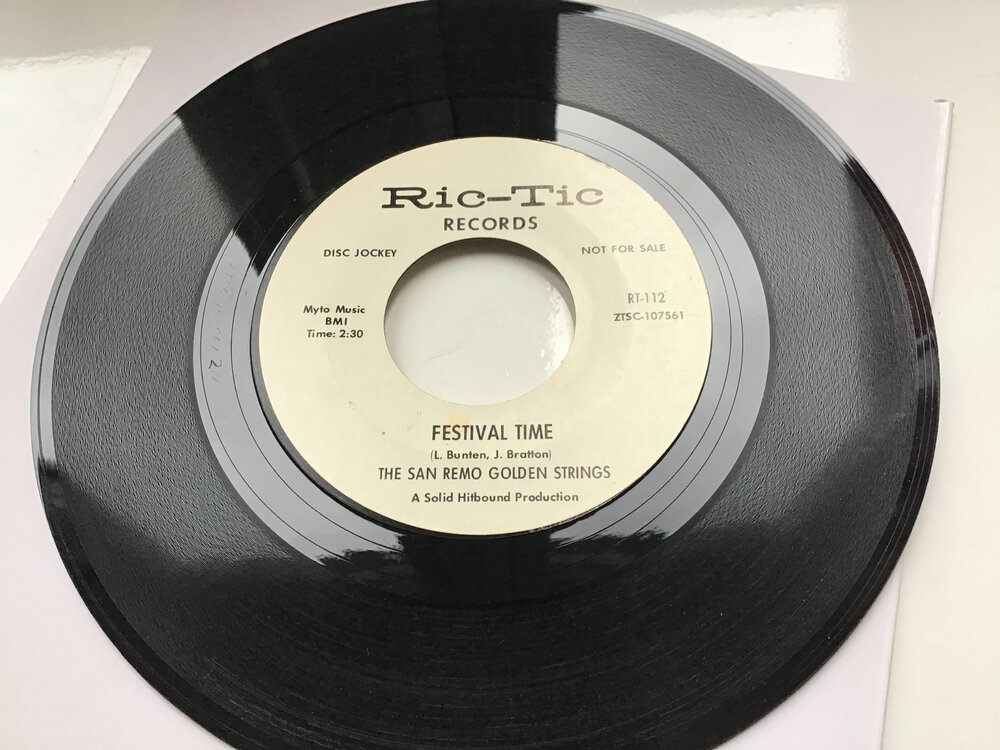 Ric-Tic
RECORDS
DISC JOCKEY
NOT FOR SALE
Myto Music
BMI
Time: 2:30
RT-112
ZTSC-107561
FESTIVAL TIME
(L. Bunten, J. Bratton)
THE SAN REMO GOLDEN STRINGS
A Solid Hitbound Production